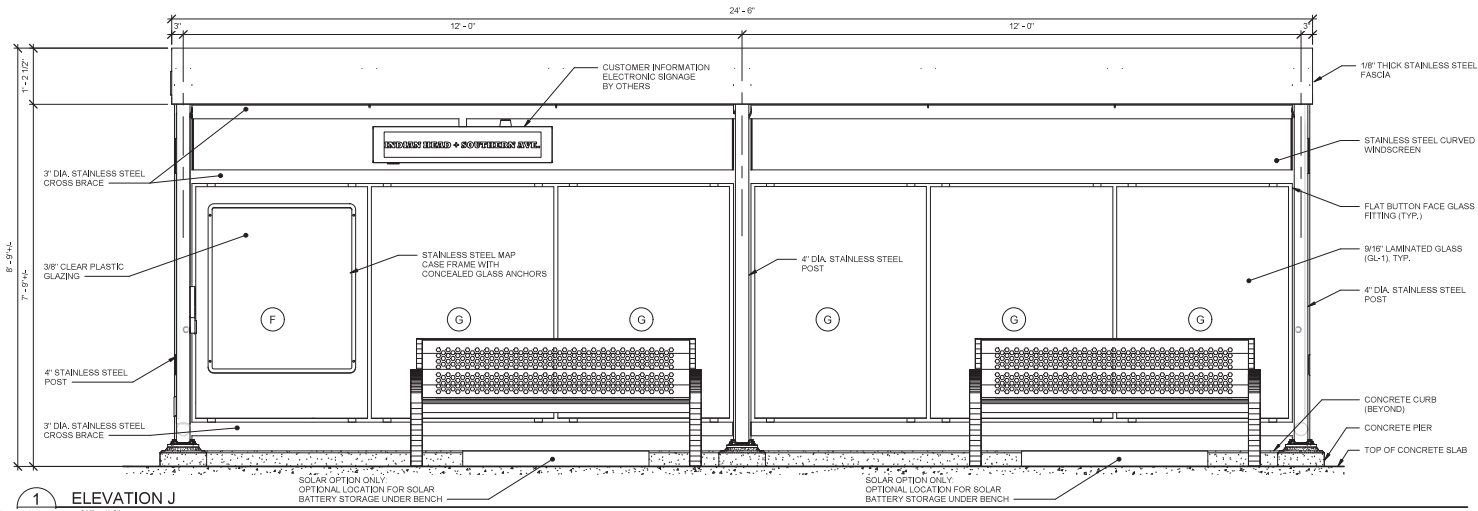 24' - 6"
3"
12' - 0"
12' - 0"
3"
1' - 2 1/2"
8' - 9"+/-
7' - 9"+/-
CUSTOMER INFORMATION
ELECTRONIC SIGNAGE
BY OTHERS
1/8" THICK STAINLESS STEEL
FASCIA
INDIAN HEAD + SOUTHERN AVE.
STAINLESS STEEL CURVED
WINDSCREEN
3" DIA. STAINLESS STEEL
CROSS BRACE
FLAT BUTTON FACE GLASS
FITTING (TYP.)
3/8" CLEAR PLASTIC
GLAZING
STAINLESS STEEL MAP
CASE FRAME WITH
CONCEALED GLASS ANCHORS
4" DIA. STAINLESS STEEL
POST
9/16" LAMINATED GLASS
(GL-1), TYP.
4" DIA. STAINLESS STEEL
POST
F
G
G
G
G
G
4" STAINLESS STEEL
POST
3" DIA. STAINLESS STEEL
CROSS BRACE
CONCRETE CURB
(BEYOND)
CONCRETE PIER
TOP OF CONCRETE SLAB
SOLAR OPTION ONLY:
OPTIONAL LOCATION FOR SOLAR
BATTERY STORAGE UNDER BENCH
SOLAR OPTION ONLY:
OPTIONAL LOCATION FOR SOLAR
BATTERY STORAGE UNDER BENCH
1
ELEVATION J